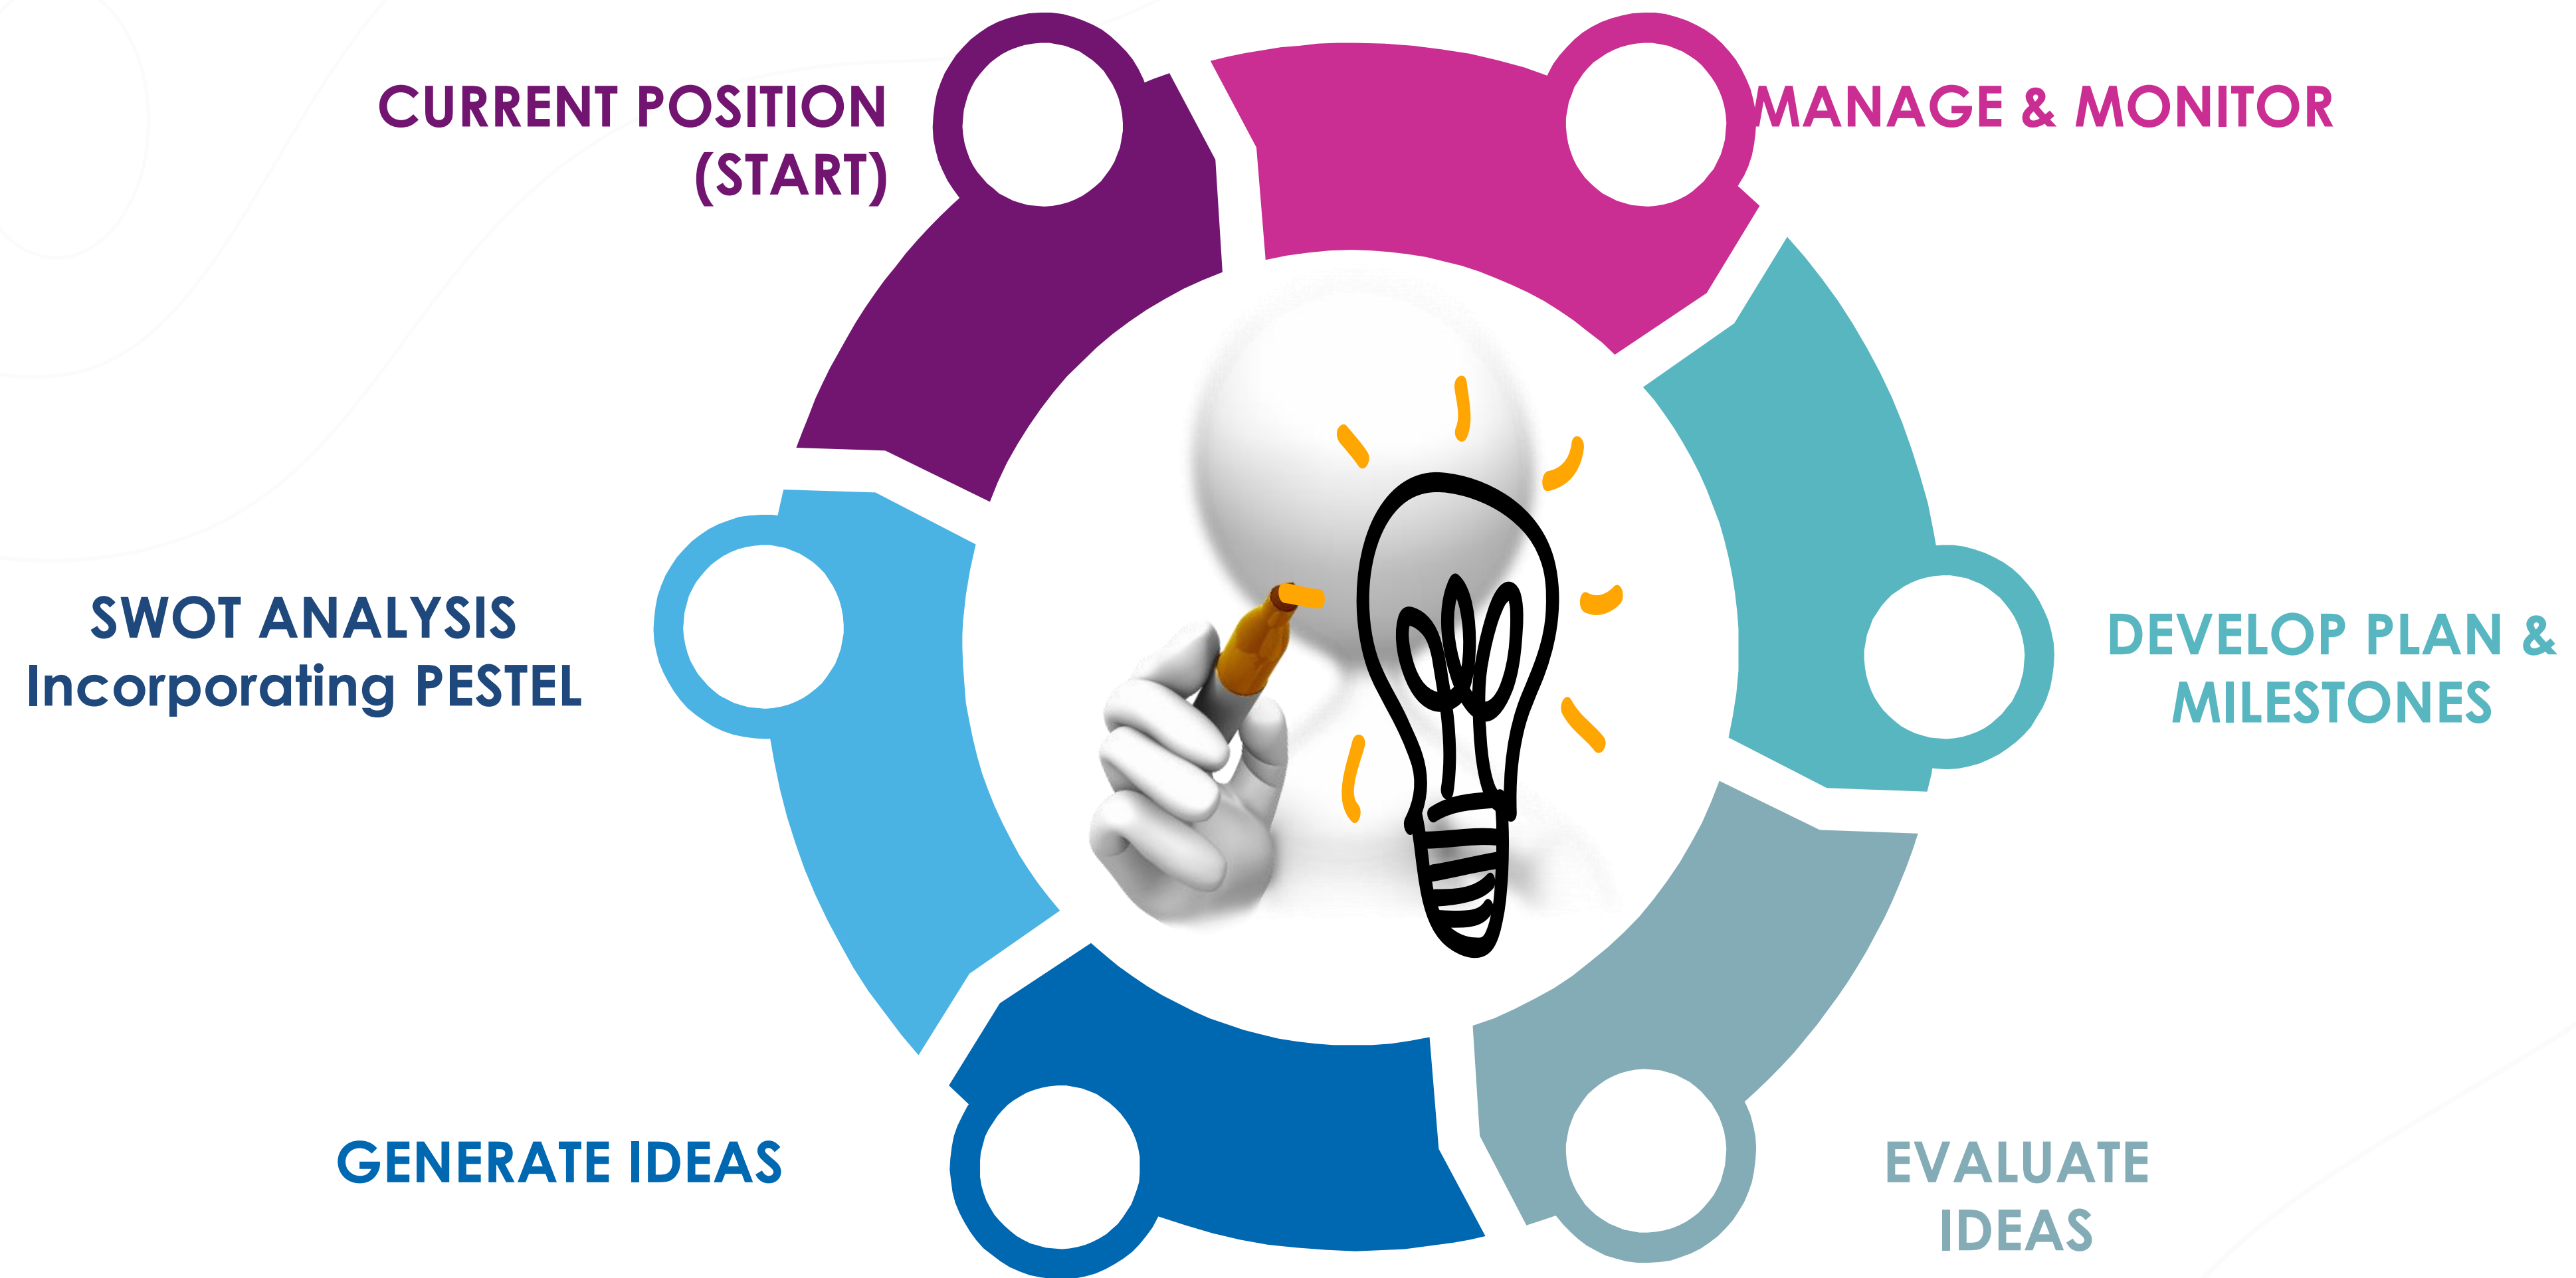 CURRENT POSITION
(START)
MANAGE & MONITOR
SWOT ANALYSIS
Incorporating PESTEL
DEVELOP PLAN &
MILESTONES
GENERATE IDEAS
EVALUATE
IDEAS